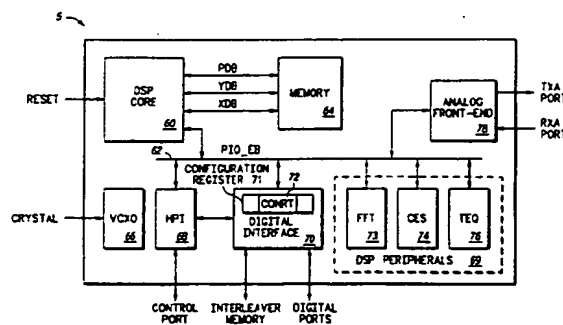 5
PDB
DSP
CORE
60
YDB
XDB
MEMORY
64
RESET
ANALOG
FRONT-END
78
TXA
PORT
RXA
PORT
62
PIO_EB
CONFIGURATION
REGISTER 71
72
CRYSTAL
VCXO
66
HPI
68
COMRT
DIGITAL
INTERFACE
70
FFT
73
CES
74
TEQ
76
DSP PERIPHERALS 69
CONTROL
PORT
INTERLEAVER
MEMORY
DIGITAL
PORTS